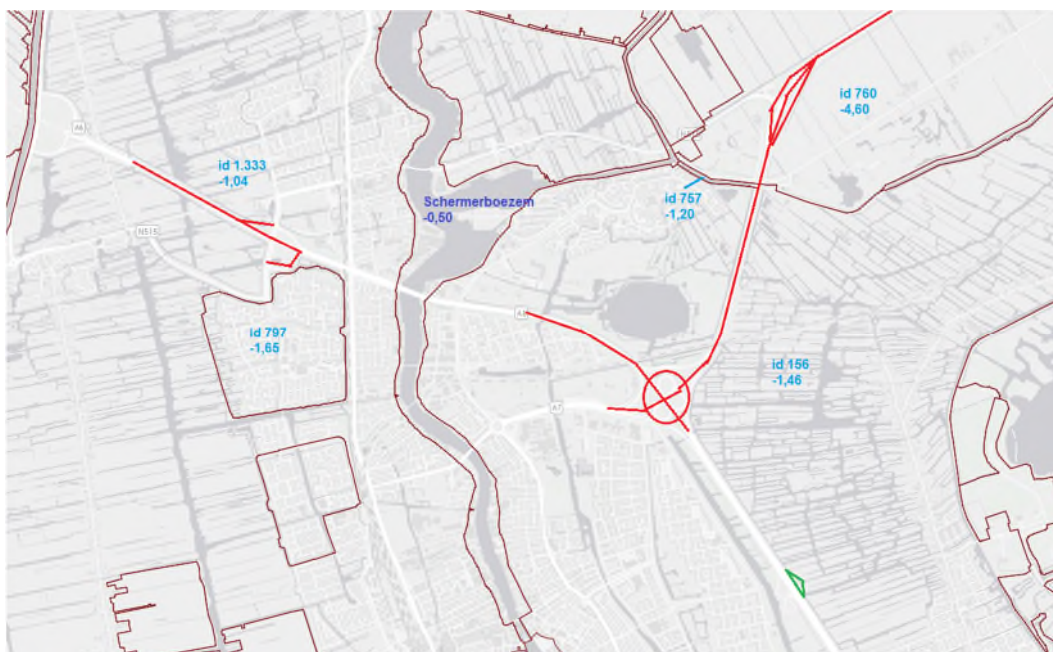 id 760
-4,60
A8
id 1.333
-1,04
id 757
-1,20
Schermerboezem
-0,50
N515
A8
id 797
-1,65
id 156
-1,46
A7